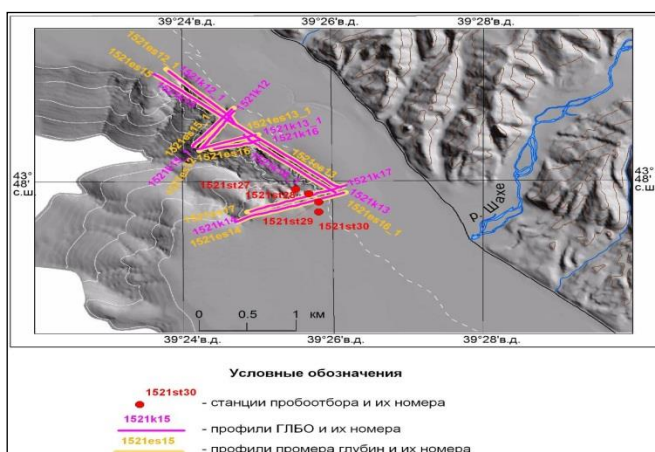 39°24'в.д. 39°26'в.д. 39°28'в.д.
1521es12_1
1521es15
1521k12_1
1521k12
1521es13_1
1521k13_1
1521k16
1521es16
1521es13
43°
48'
с.ш.
1521k17
1521st27
1521st28
1521k13
1521k14
1521es14
1521st29
1521st30
1521es16_1
р. Шахе
0 0.5 1 км
39°24'в.д. 39°26'в.д. 39°28'в.д.
Условные обозначения
1521st30
- станции пробоотбора и их номера
1521k15
- профили ГЛБО и их номера
1521es15
- профили промера глубин и их номера